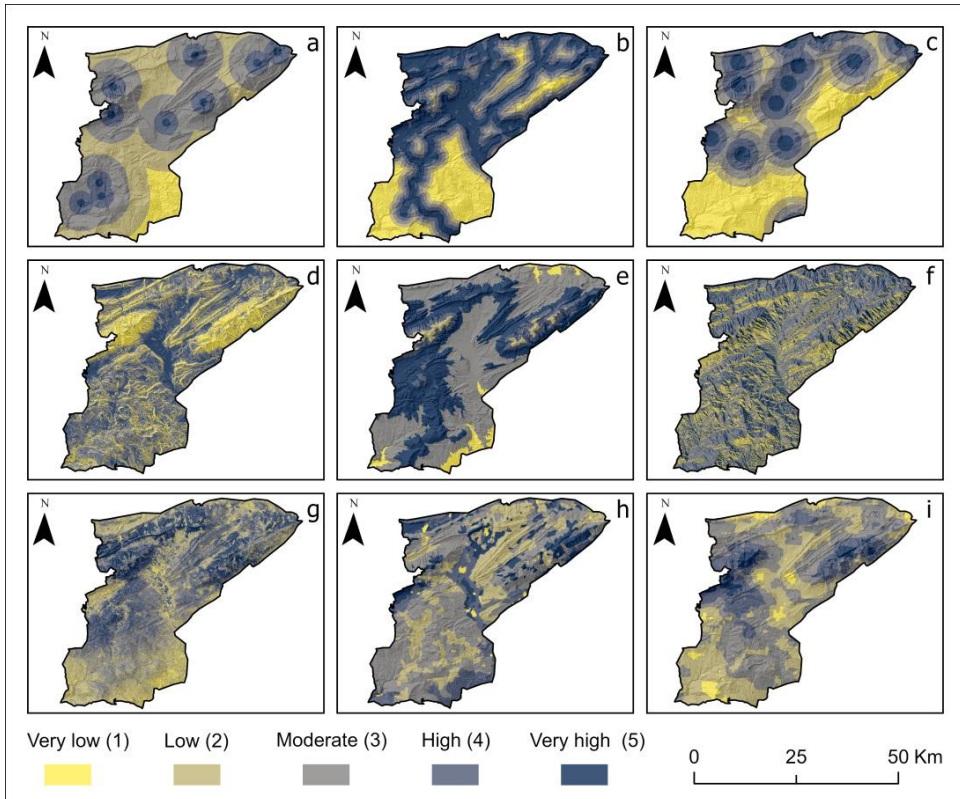 N
a
N
b
N
c
N
d
N
e
N
f
N
g
N
h
N
i
Very low (1) Low (2) Moderate (3) High (4) Very high (5)
0 25 50 Km